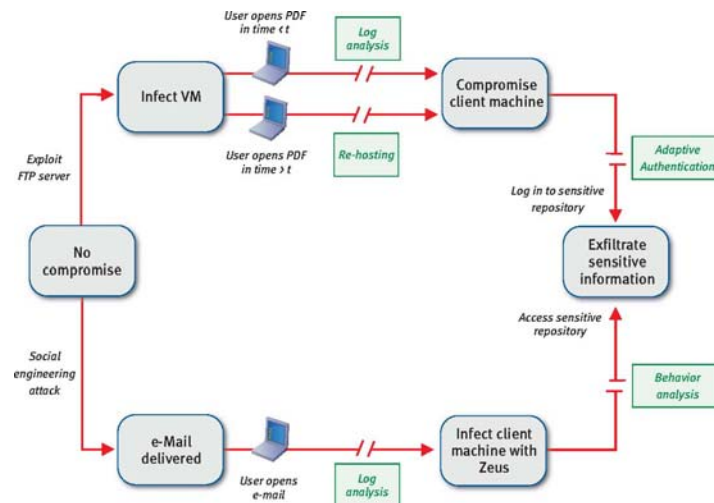 User opens PDF
in time < t
Log
analysis
Infect VM
Compromise
client machine
User opens PDF
in time > t
Re-hosting
Exploit
FTP server
Adaptive
Authentication
Log in to sensitive
repository
No
compromise
Exfiltrate
sensitive
information
Access sensitive
repository
Social
engineering
attack
Behavior
analysis
e-Mail
delivered
User opens
e-mail
Log
analysis
Infect client
machine with
Zeus